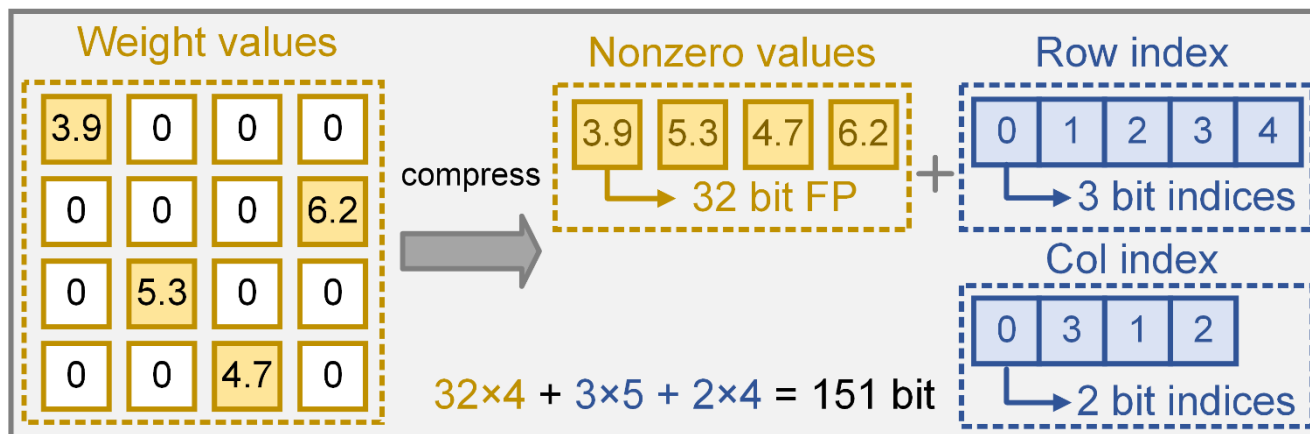 Weight values
3.9 0 0 0
0 0 0 6.2
0 5.3 0 0
0 0 4.7 0
compress
Nonzero values
3.9 5.3 4.7 6.2
32 bit FP
+
Row index
0 1 2 3 4
3 bit indices
Col index
0 3 1 2
2 bit indices
32×4 + 3×5 + 2×4 = 151 bit